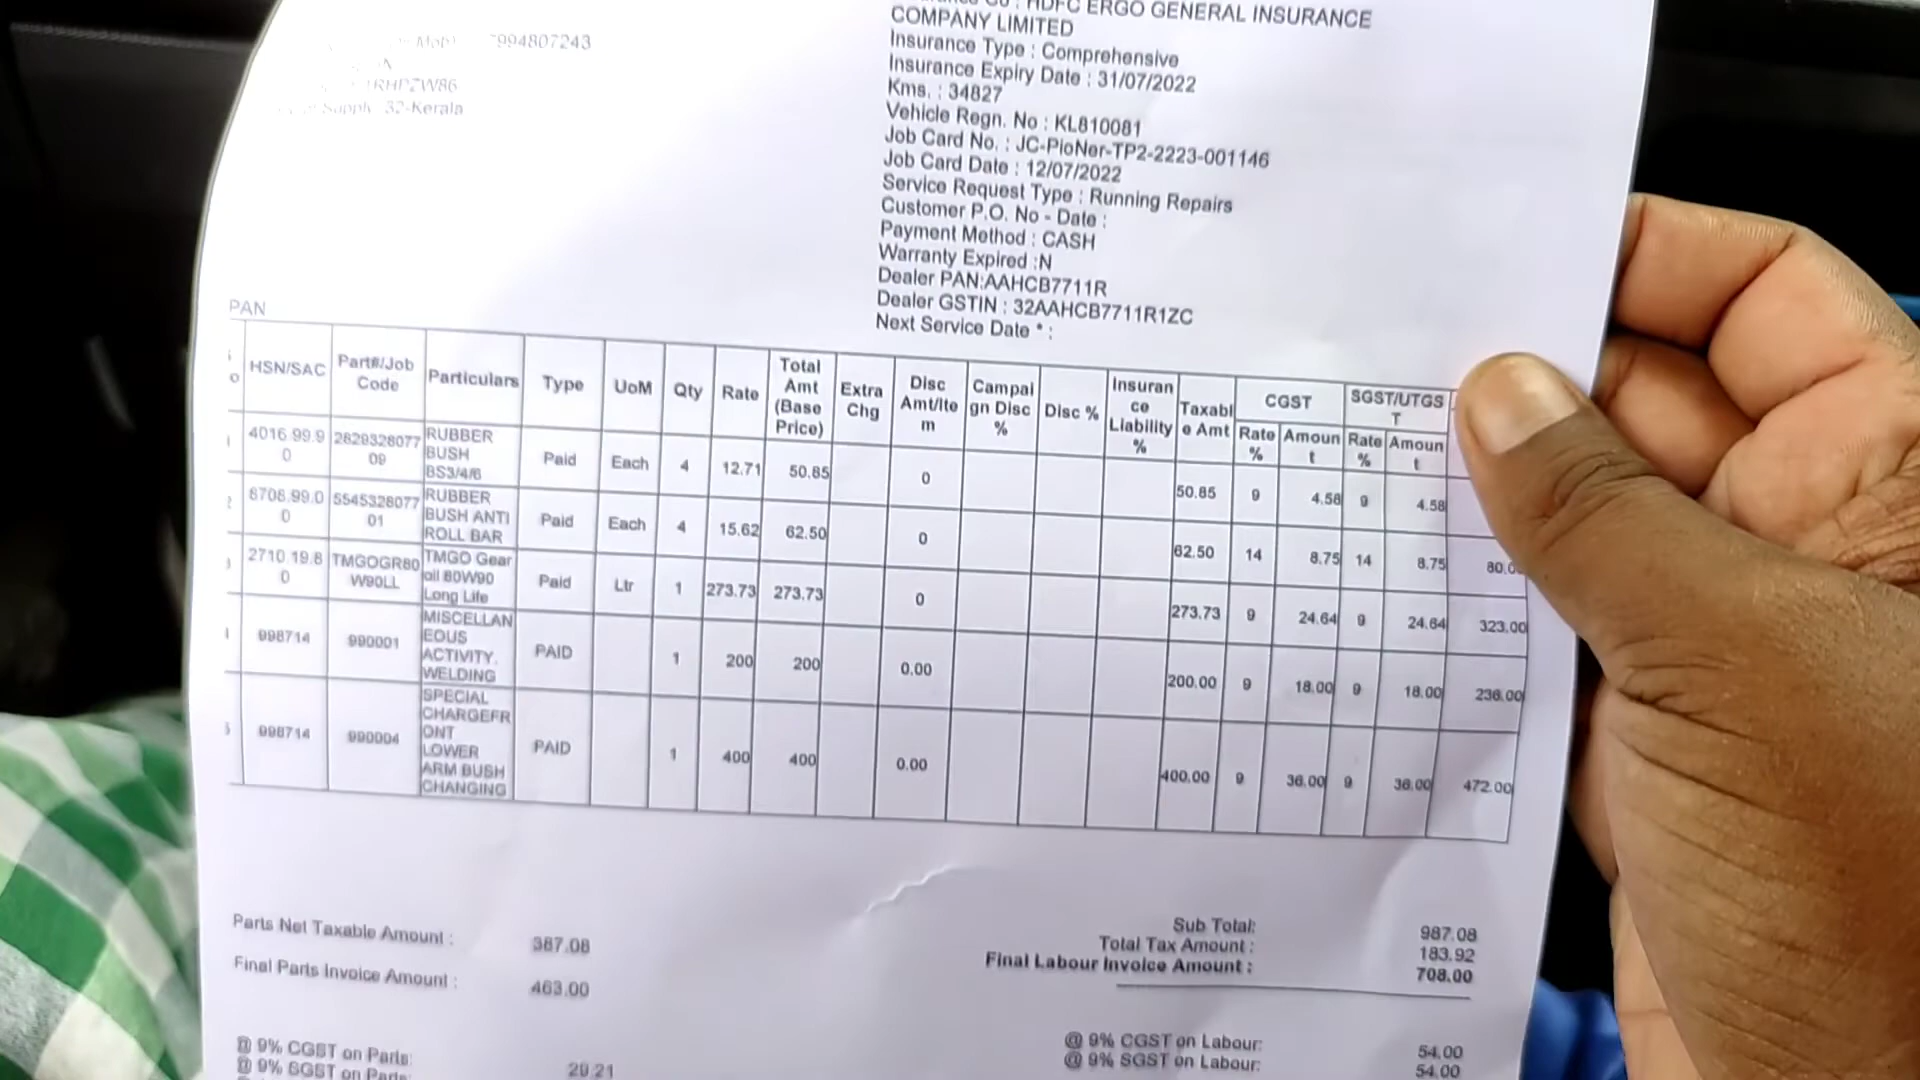 HDFC ERGO GENERAL INSURANCE
COMPANY LIMITED
Insurance Type : Comprehensive
Insurance Expiry Date : 31/07/2022
Kms. : 34827
Vehicle Regn. No : KL810081
Job Card No. : JC-PioNer-TP2-2223-001146
Job Card Date : 12/07/2022
Service Request Type : Running Repairs
Customer P.O. No - Date :
Payment Method : CASH
Warranty Expired :N
Dealer PAN:AAHCB7711R
Dealer GSTIN : 32AAHCB7711R1ZC
Next Service Date * :
7994807243
RHPZW86
Supply 32-Kerala
PAN
HSN/SAC Part#/Job Code Particulars Type UoM Qty Rate Total Amt (Base Price) Extra Chg Disc Amt/Item Campaign Disc % Disc % Insurance Liability % Taxable Amt CGST Rate % Amount SGST/UTGST Rate % Amount
4016.99.90 282932807709 RUBBER BUSH BS3/4/6 Paid Each 4 12.71 50.85 0 50.85 9 4.58 9 4.58
8708.99.00 554532807701 RUBBER BUSH ANTI ROLL BAR Paid Each 4 15.62 62.50 0 62.50 14 8.75 14 8.75
2710.19.80 TMGOGR80W90LL TMGO Gear oil 80W90 Long Life Paid Ltr 1 273.73 273.73 0 273.73 9 24.64 9 24.64 323.00
998714 990001 MISCELLANEOUS ACTIVITY. WELDING PAID 1 200 200 0.00 200.00 9 18.00 9 18.00 236.00
998714 990004 SPECIAL CHARGEFRONT LOWER ARM BUSH CHANGING PAID 1 400 400 0.00 400.00 9 36.00 9 36.00 472.00
Parts Net Taxable Amount : 387.08
Final Parts Invoice Amount : 463.00
Sub Total: 987.08
Total Tax Amount : 183.92
Final Labour Invoice Amount : 708.00
@ 9% CGST on Parts: 29.21
@ 9% SGST on Parts:
@ 9% CGST on Labour: 54.00
@ 9% SGST on Labour: 54.00